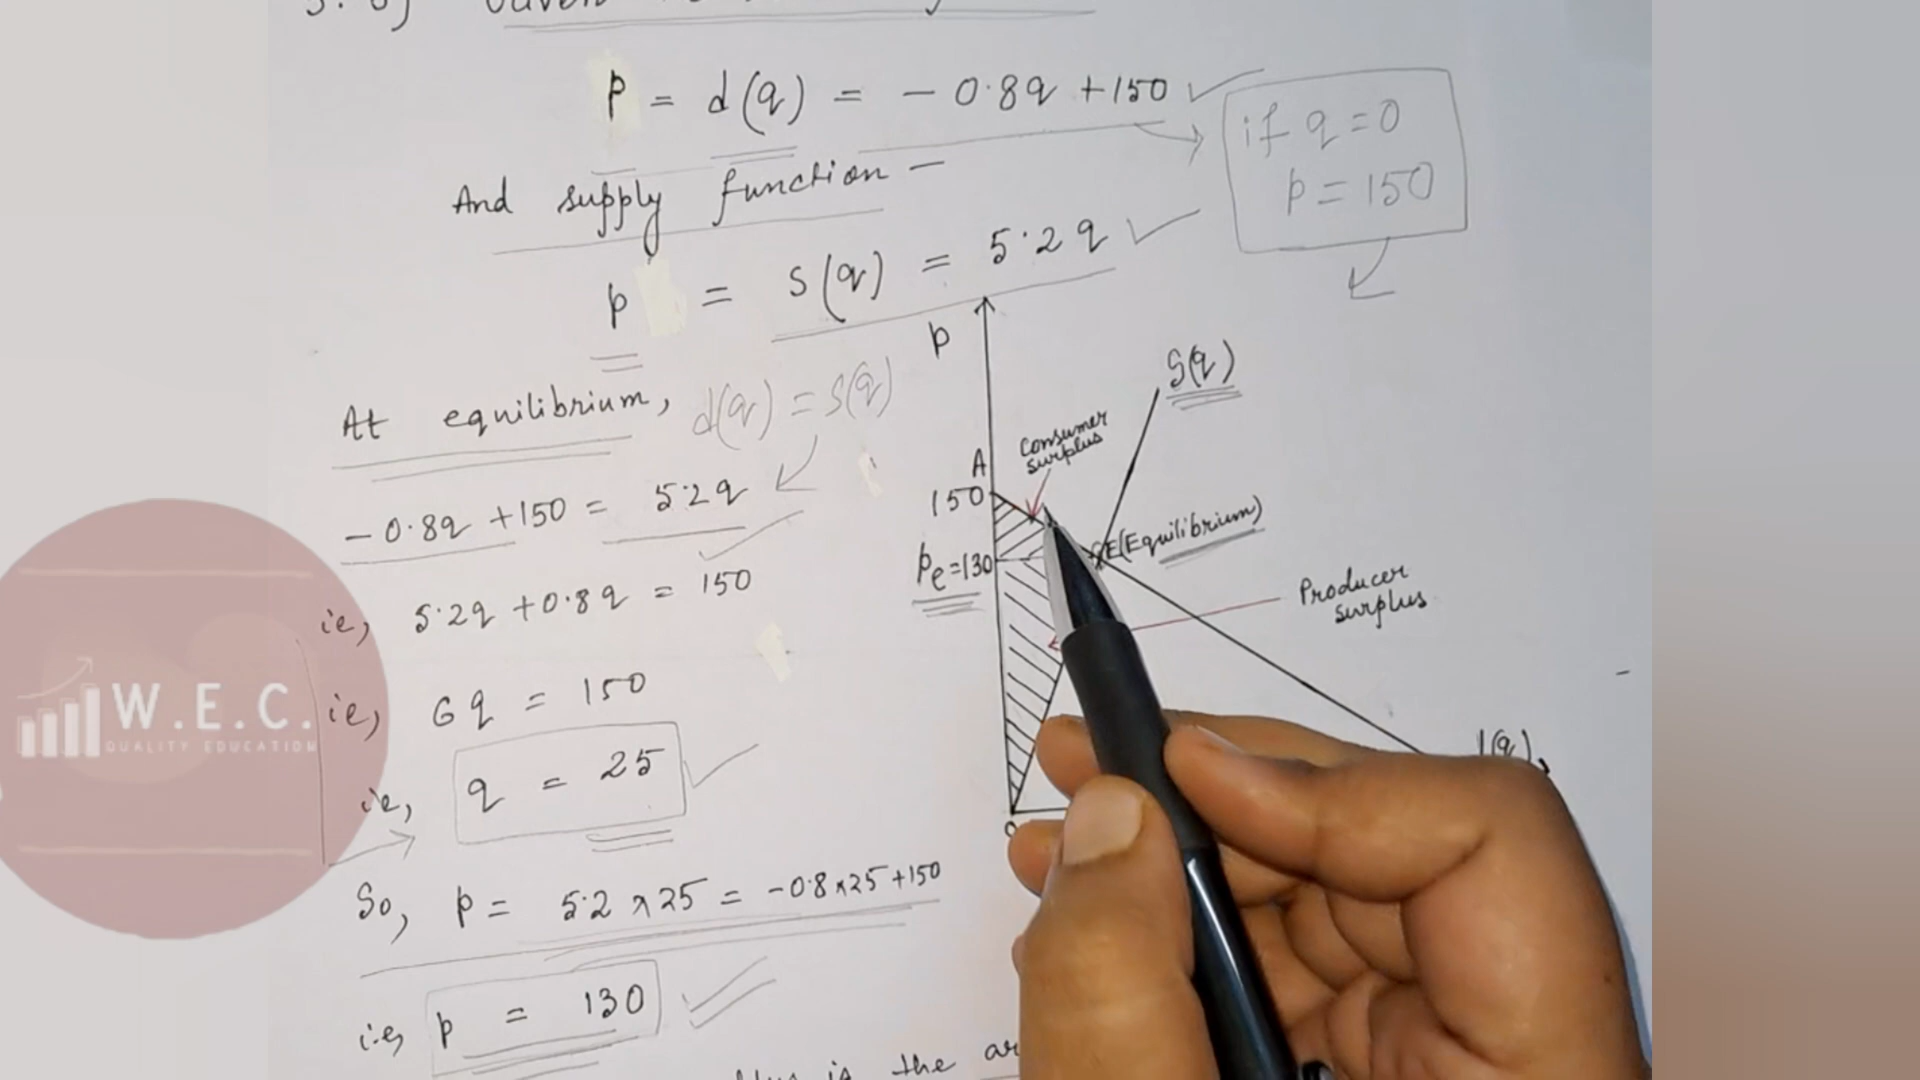 p = d(q) = - 0.8q + 150
if q = 0
p = 150
And supply function -
p = s(q) = 5.2q
At equilibrium, d(q) = s(q)
- 0.8q + 150 = 5.2q
ie, 5.2q + 0.8q = 150
ie, 6q = 150
ie, q = 25
So, p = 5.2 x 25 = -0.8 x 25 + 150
i.e, p = 130
is the
p
S(q)
Consumer
surplus
A
150
E(Equilibrium)
Pe=130
Producer
surplus
W.E.C.
QUALITY EDUCATION